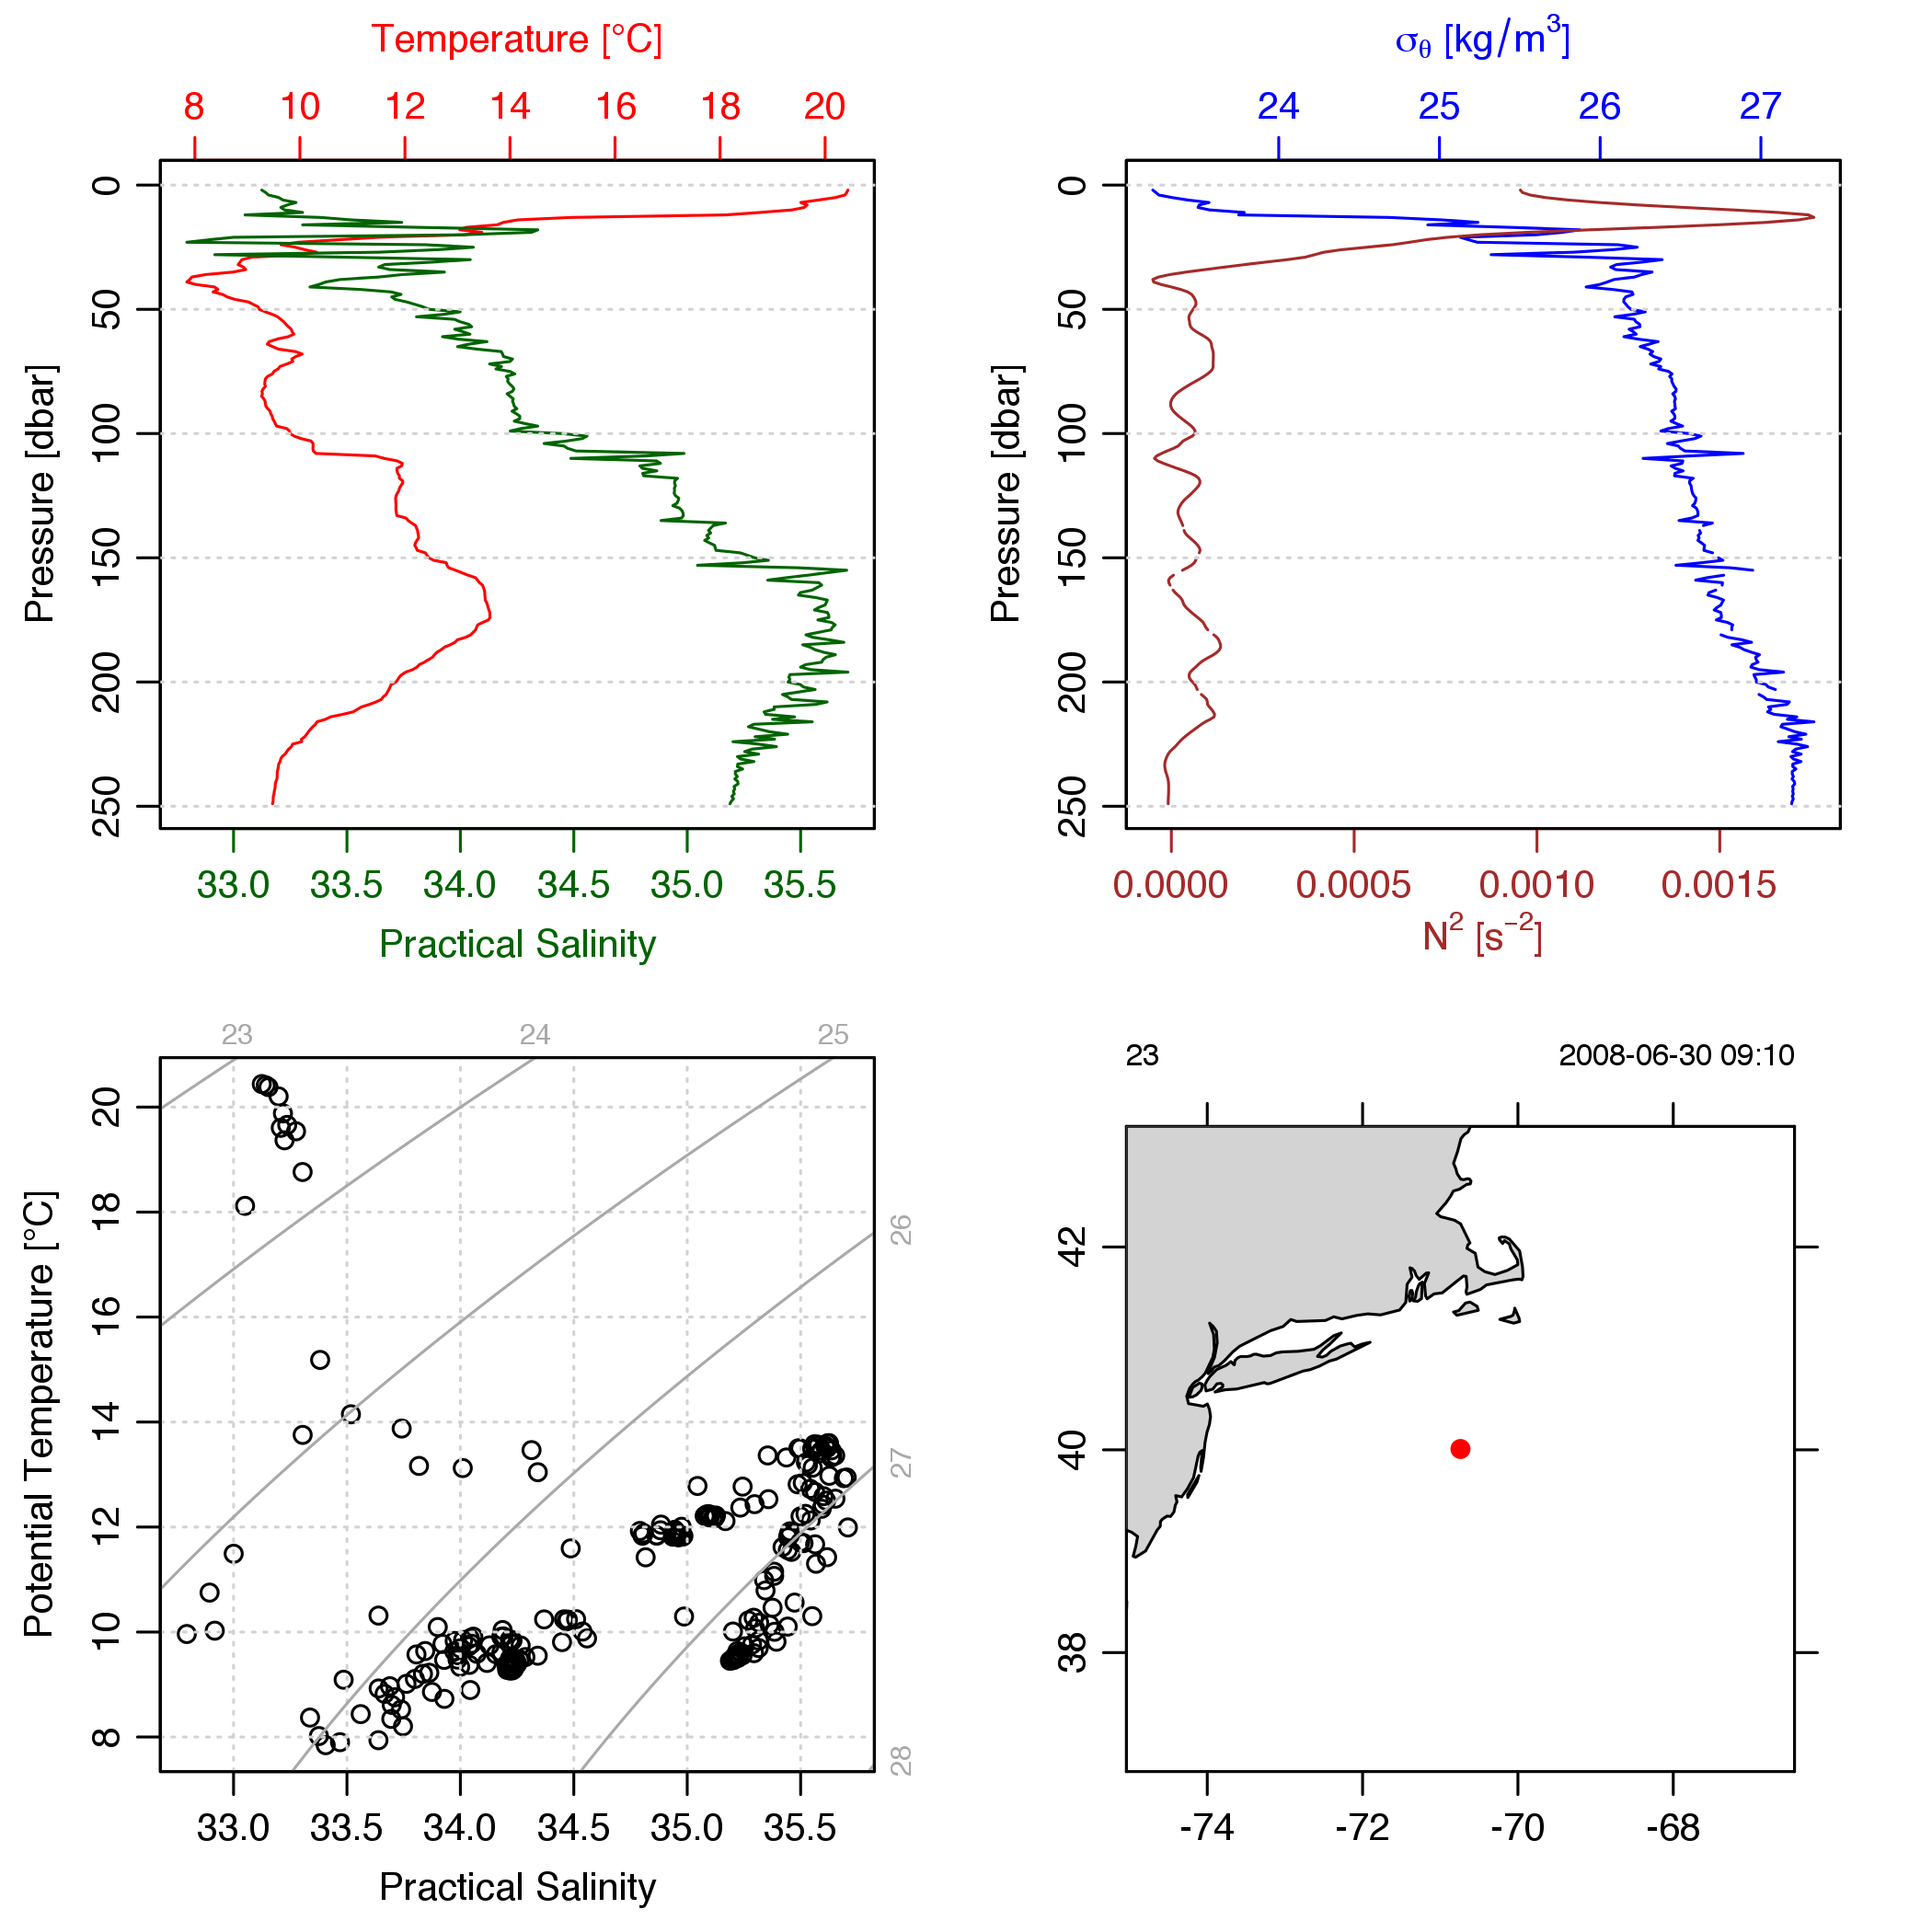 Temperature [°C]
8 10 12 14 16 18 20
0
50
100
150
200
250
Pressure [dbar]
33.0 33.5 34.0 34.5 35.0 35.5
Practical Salinity
σθ [kg/m³]
24 25 26 27
0
50
100
150
200
250
Pressure [dbar]
0.0000 0.0005 0.0010 0.0015
N² [s⁻²]
23 24 25
26
27
28
20
18
16
14
12
10
8
Potential Temperature [°C]
33.0 33.5 34.0 34.5 35.0 35.5
Practical Salinity
23 2008-06-30 09:10
42
40
38
-74 -72 -70 -68